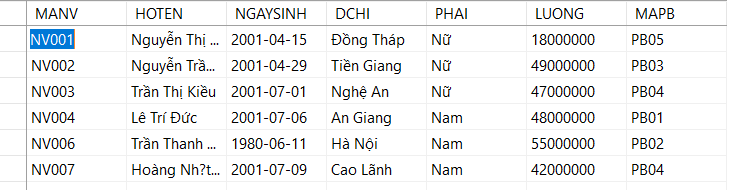 MANV HOTEN NGAYSINH DCHI PHAI LUONG MAPB
NV001 Nguyễn Thị ... 2001-04-15 Đồng Tháp Nữ 18000000 PB05
NV002 Nguyễn Trầ... 2001-04-29 Tiền Giang Nữ 49000000 PB03
NV003 Trần Thị Kiều 2001-07-01 Nghệ An Nữ 47000000 PB04
NV004 Lê Trí Đức 2001-07-06 An Giang Nam 48000000 PB01
NV006 Trần Thanh ... 1980-06-11 Hà Nội Nam 55000000 PB02
NV007 Hoàng Nh?t... 2001-07-09 Cao Lãnh Nam 42000000 PB04